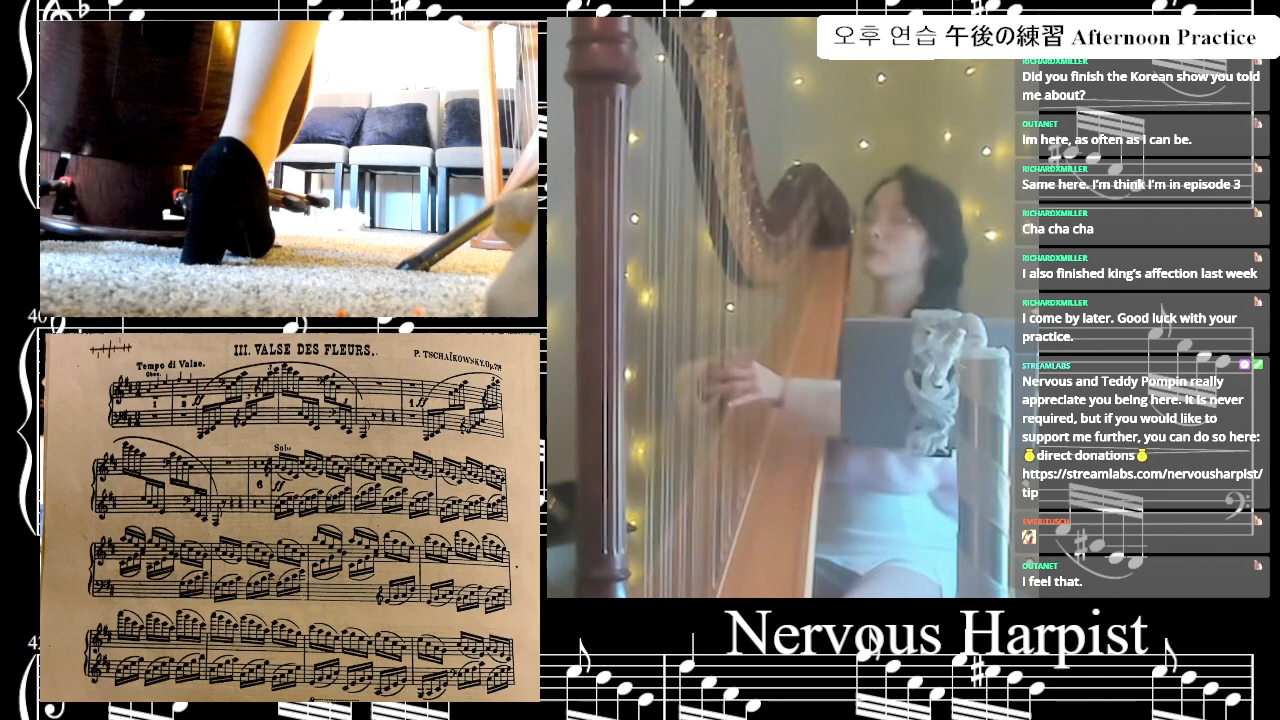 오후 연습 午後の練習 Afternoon Practice
RICHARDXMILLER
Did you finish the Korean show you told
me about?
OUTANET
Im here, as often as I can be.
RICHARDXMILLER
Same here. I'm think I'm in episode 3
RICHARDXMILLER
Cha cha cha
RICHARDXMILLER
I also finished king's affection last week
RICHARDXMILLER
I come by later. Good luck with your
practice.
STREAMLABS
Nervous and Teddy Pompin really
appreciate you being here. It is never
required, but if you would like to
support me further, you can do so here:
💰direct donations💰
https://streamlabs.com/nervousharpist/
tip
OUTANET
I feel that.
III. VALSE DES FLEURS.
P. TSCHAÏKOWSKY.
Tempo di Valse.
Solo
Nervous Harpist